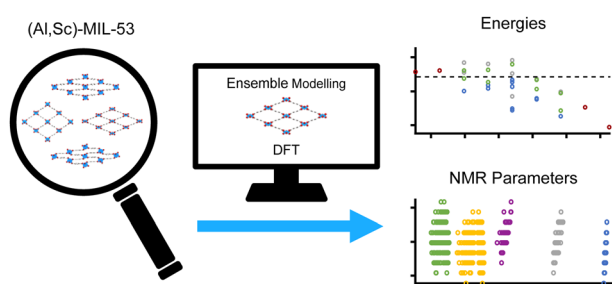 (Al,Sc)-MIL-53
Ensemble Modelling
DFT
Energies
NMR Parameters